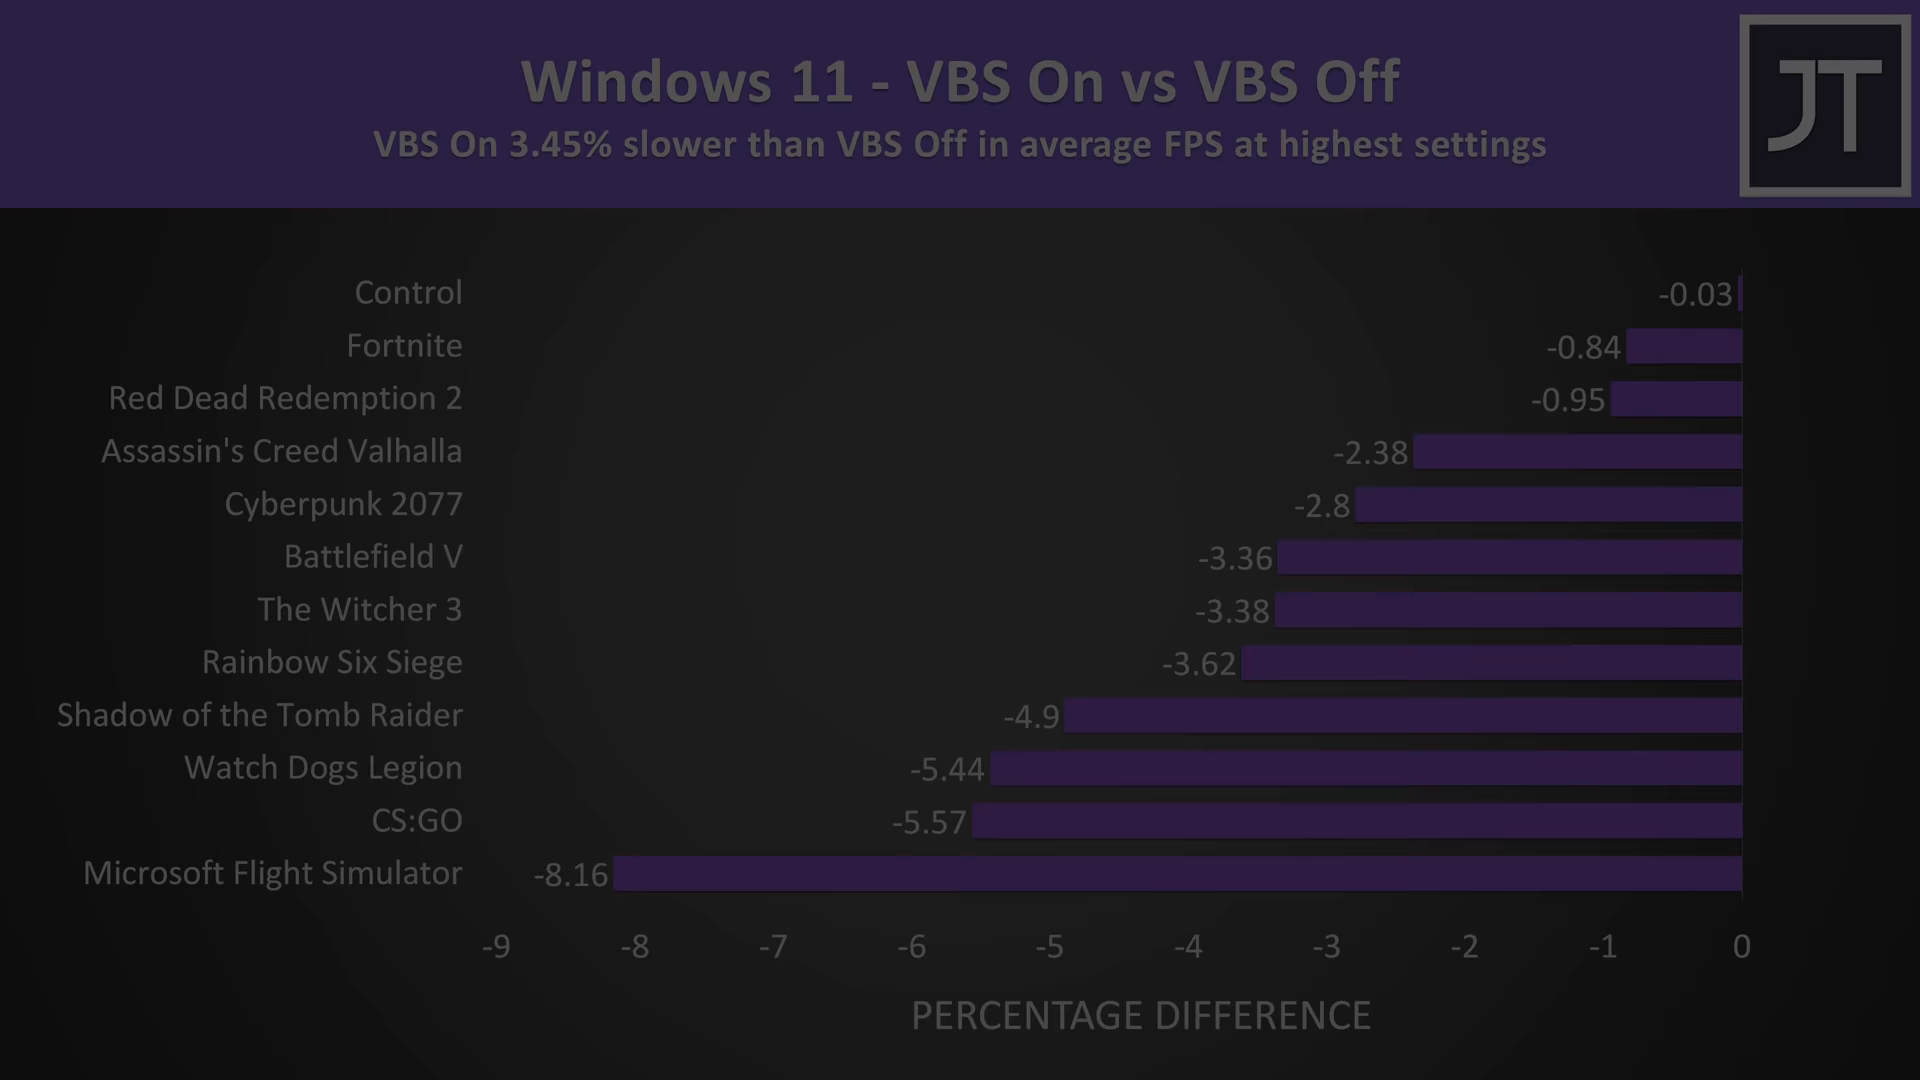 Windows 11 - VBS On vs VBS Off
VBS On 3.45% slower than VBS Off in average FPS at highest settings
JT
Control -0.03
Fortnite -0.84
Red Dead Redemption 2 -0.95
Assassin's Creed Valhalla -2.38
Cyberpunk 2077 -2.8
Battlefield V -3.36
The Witcher 3 -3.38
Rainbow Six Siege -3.62
Shadow of the Tomb Raider -4.9
Watch Dogs Legion -5.44
CS:GO -5.57
Microsoft Flight Simulator -8.16
-9 -8 -7 -6 -5 -4 -3 -2 -1 0
PERCENTAGE DIFFERENCE